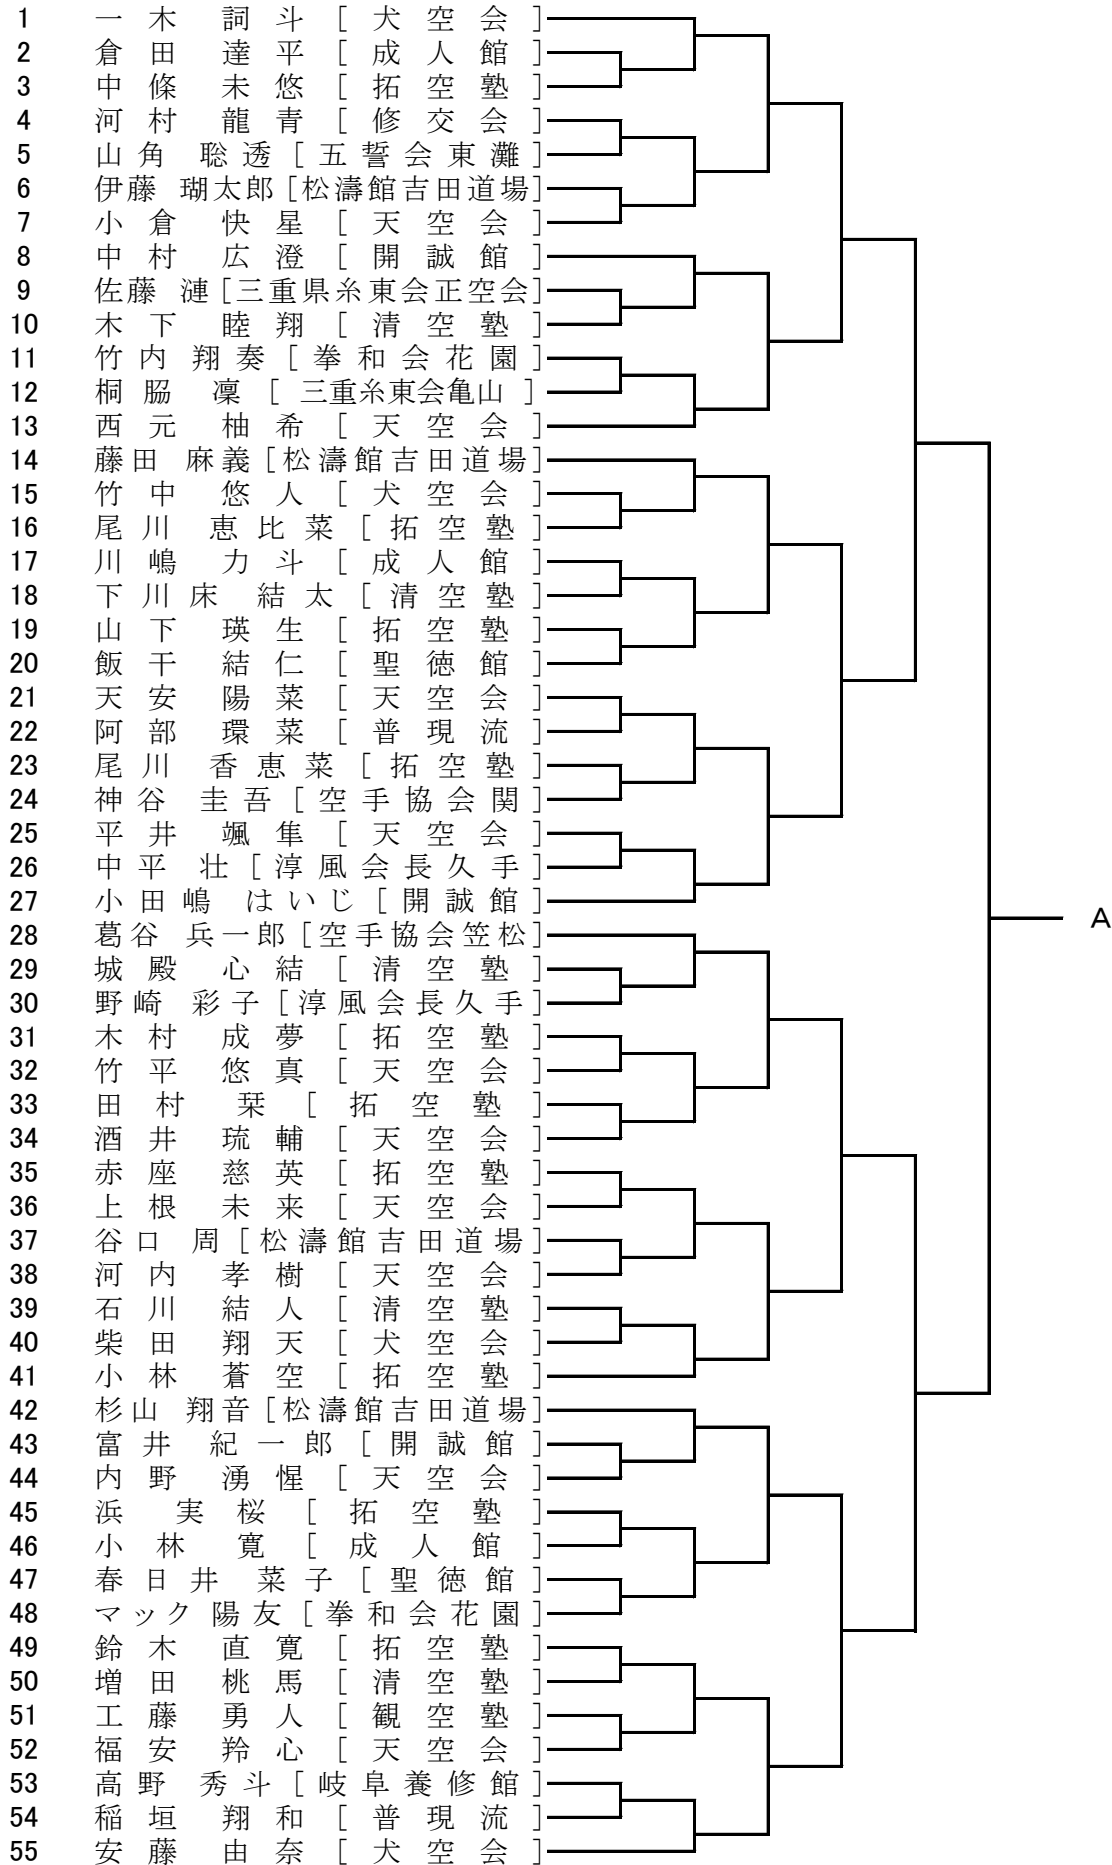 1 一木 詞斗 [犬空会]
2 倉田 達平 [成人館]
3 中條 未悠 [拓空塾]
4 河村 龍青 [修交会]
5 山角 聡透 [五誓会東灘]
6 伊藤 瑚太郎 [松濤館吉田道場]
7 小倉 快星 [天空会]
8 中村 広澄 [開誠館]
9 佐藤 漣 [三重県糸東会正空会]
10 木下 睦翔 [清空塾]
11 竹内 翔奏 [拳和会花園]
12 桐脇 凜 [三重糸東会亀山]
13 西元 柚希 [天空会]
14 藤田 麻義 [松濤館吉田道場]
15 竹中 悠人 [犬空会]
16 尾川 恵比菜 [拓空塾]
17 川嶋 力斗 [成人館]
18 下川床 結太 [清空塾]
19 山下 瑛生 [拓空塾]
20 飯干 結仁 [聖徳館]
21 天安 陽菜 [天空会]
22 阿部 環菜 [普現流]
23 尾川 香恵菜 [拓空塾]
24 神谷 圭吾 [空手協会関]
25 平井 颯隼 [天空会]
26 中平 壮 [淳風会長久手]
27 小田嶋 はいじ [開誠館]
28 葛谷 兵一郎 [空手協会笠松]
29 城殿 心結 [清空塾]
30 野崎 彩子 [淳風会長久手]
31 木村 成夢 [拓空塾]
32 竹平 悠真 [天空会]
33 田村 栞 [拓空塾]
34 酒井 琉輔 [天空会]
35 赤座 慈英 [拓空塾]
36 上根 未来 [天空会]
37 谷口 周 [松濤館吉田道場]
38 河内 孝樹 [天空会]
39 石川 結人 [清空塾]
40 柴田 翔天 [犬空会]
41 小林 蒼空 [拓空塾]
42 杉山 翔音 [松濤館吉田道場]
43 富井 紀一郎 [開誠館]
44 内野 湧惺 [天空会]
45 浜 実桜 [拓空塾]
46 小林 寛 [成人館]
47 春日井 菜子 [聖徳館]
48 マック 陽友 [拳和会花園]
49 鈴木 直寛 [拓空塾]
50 増田 桃馬 [清空塾]
51 工藤 勇人 [観空塾]
52 福安 羚心 [天空会]
53 高野 秀斗 [岐阜養修館]
54 稲垣 翔和 [普現流]
55 安藤 由奈 [犬空会]
A